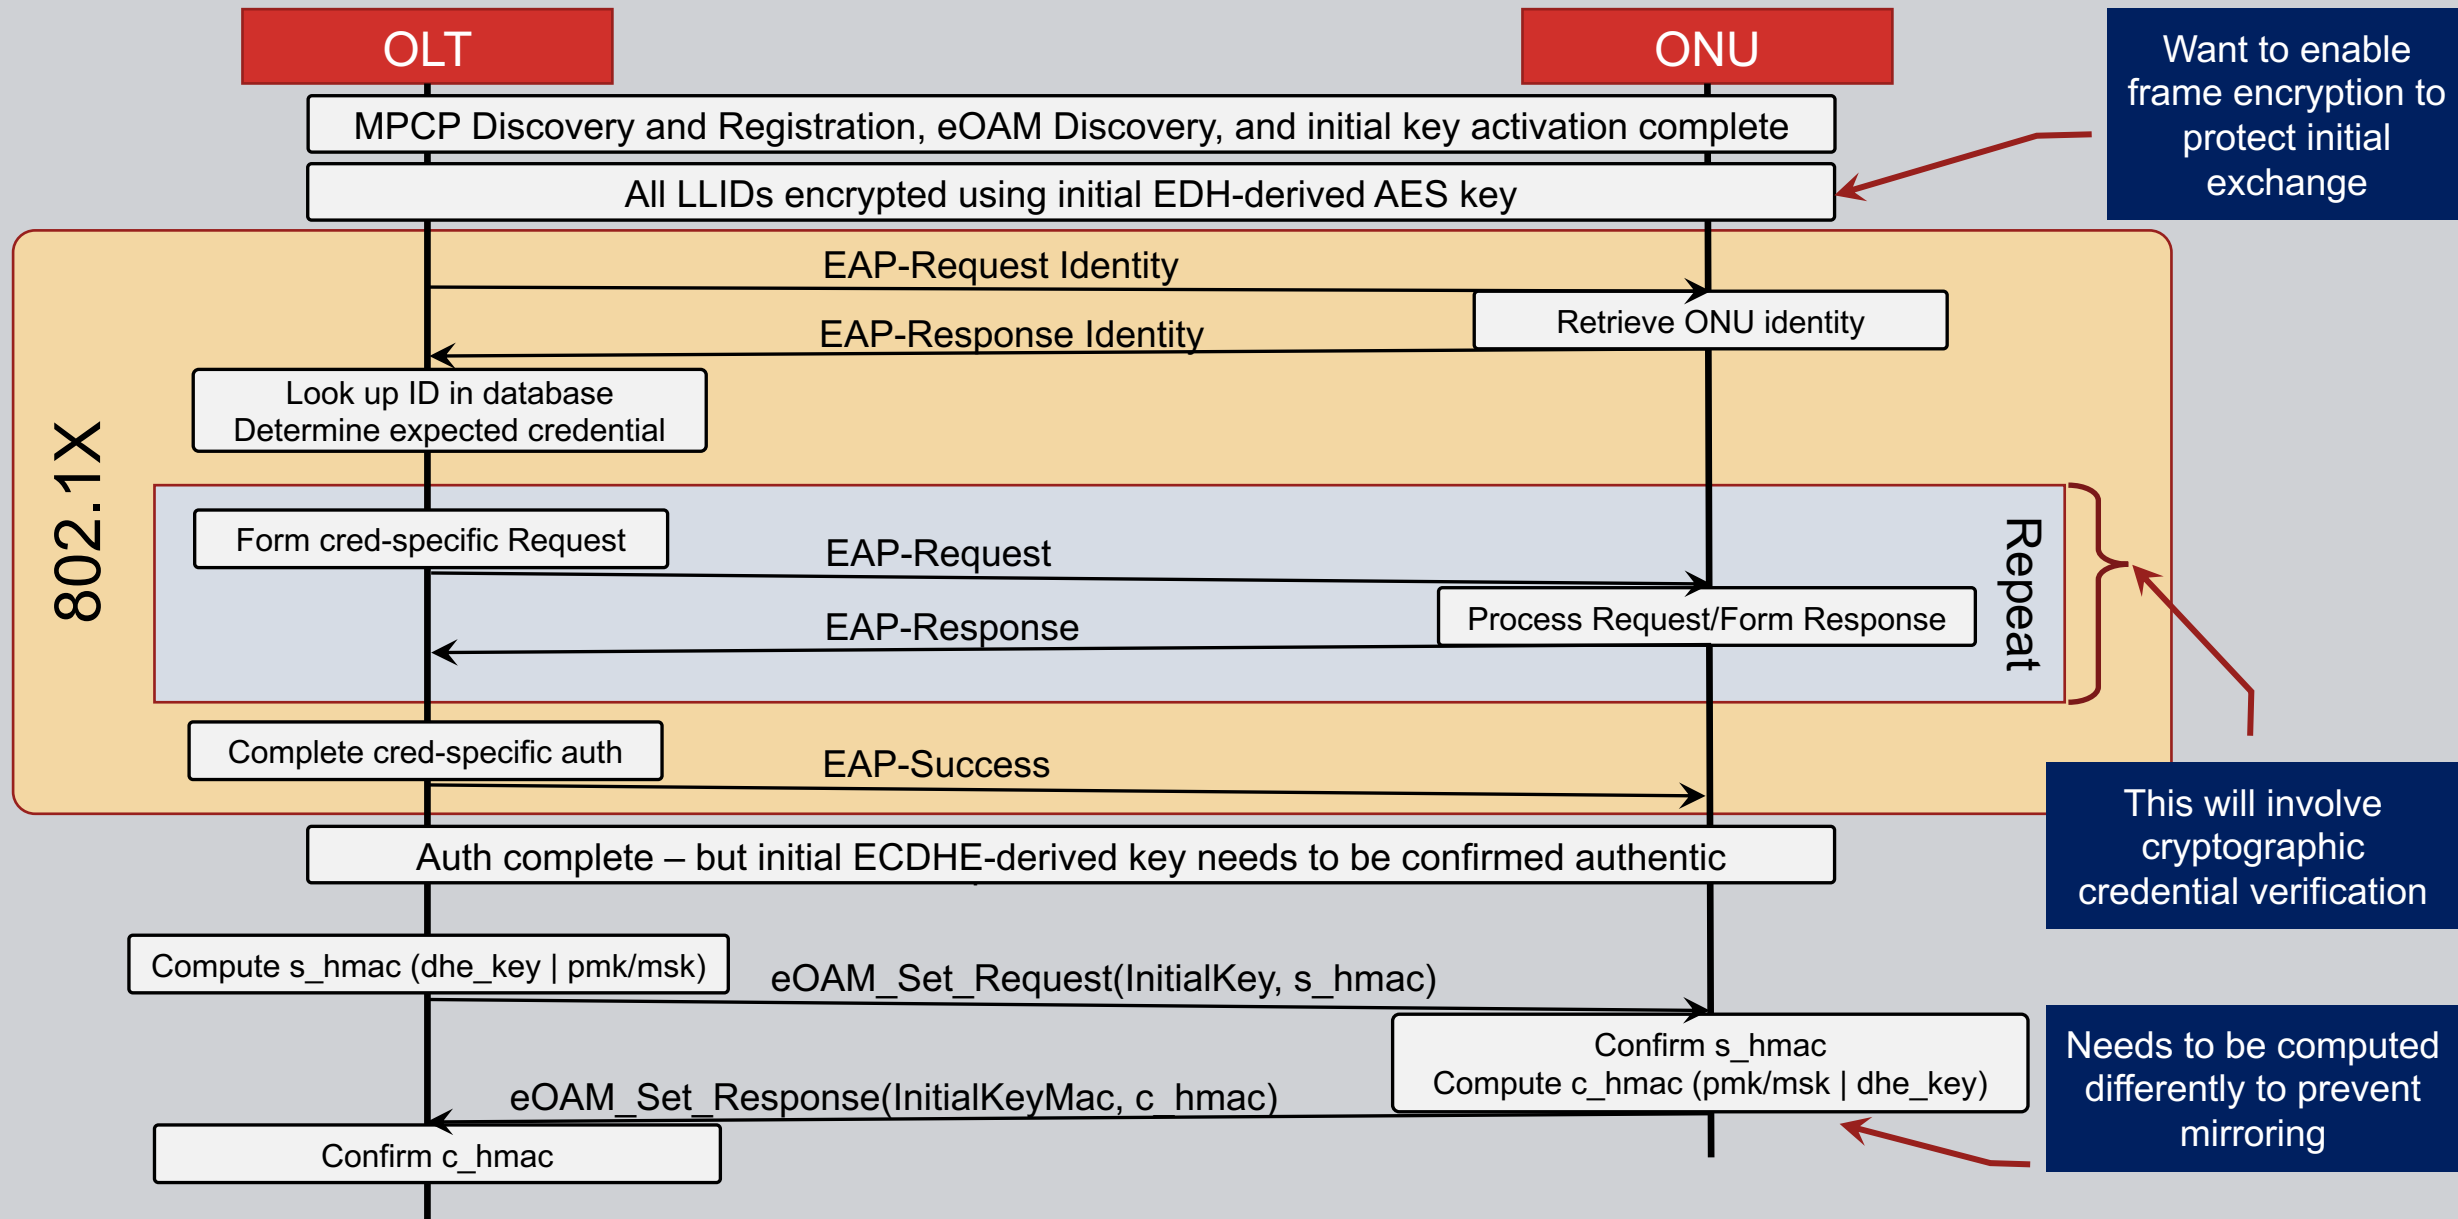 OLT
ONU
Want to enable
frame encryption to
protect initial
exchange
MPCP Discovery and Registration, eOAM Discovery, and initial key activation complete
All LLIDs encrypted using initial EDH-derived AES key
802.1X
EAP-Request Identity
Retrieve ONU identity
EAP-Response Identity
Look up ID in database
Determine expected credential
Repeat
Form cred-specific Request
EAP-Request
Process Request/Form Response
EAP-Response
Complete cred-specific auth
EAP-Success
This will involve
cryptographic
credential verification
Auth complete – but initial ECDHE-derived key needs to be confirmed authentic
Compute s_hmac (dhe_key | pmk/msk)
eOAM_Set_Request(InitialKey, s_hmac)
Confirm s_hmac
Compute c_hmac (pmk/msk | dhe_key)
Needs to be computed
differently to prevent
mirroring
eOAM_Set_Response(InitialKeyMac, c_hmac)
Confirm c_hmac